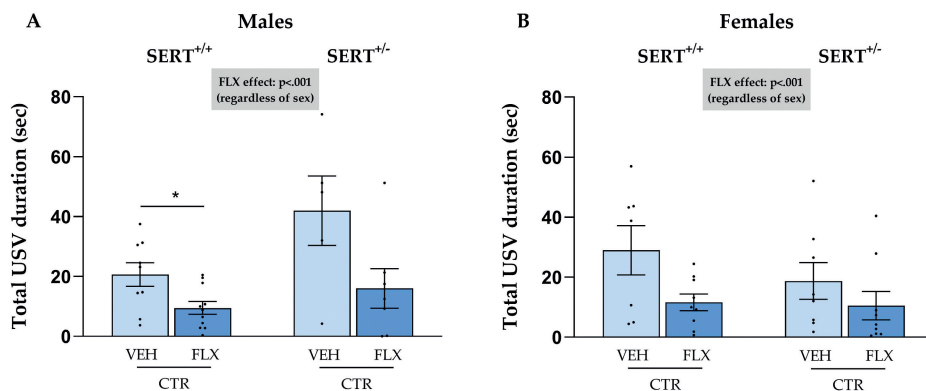 A
Males
SERT+/+
SERT+/-
FLX effect: p<.001
(regardless of sex)
Total USV duration (sec)
80
60
40
20
0
*
VEH
FLX
VEH
FLX
CTR
CTR
B
Females
SERT+/+
SERT+/-
FLX effect: p<.001
(regardless of sex)
Total USV duration (sec)
80
60
40
20
0
VEH
FLX
VEH
FLX
CTR
CTR